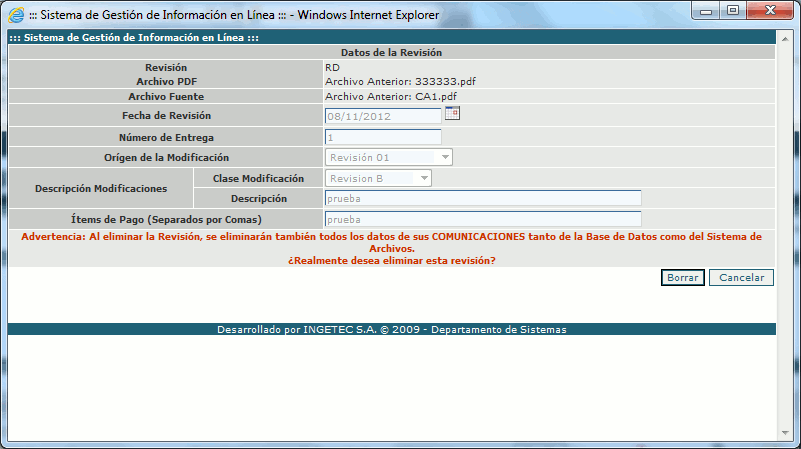 ::: Sistema de Gestión de Información en Línea ::: - Windows Internet Explorer
::: Sistema de Gestión de Información en Línea :::
Datos de la Revisión
Revisión RD
Archivo PDF Archivo Anterior: 333333.pdf
Archivo Fuente Archivo Anterior: CA1.pdf
Fecha de Revisión 08/11/2012
Número de Entrega 1
Orígen de la Modificación Revisión 01
Descripción Modificaciones
Clase Modificación Revision B
Descripción prueba
Ítems de Pago (Separados por Comas) prueba
Advertencia: Al eliminar la Revisión, se eliminarán también todos los datos de sus COMUNICACIONES tanto de la Base de Datos como del Sistema de
Archivos.
¿Realmente desea eliminar esta revisión?
Borrar Cancelar
Desarrollado por INGETEC S.A. © 2009 - Departamento de Sistemas